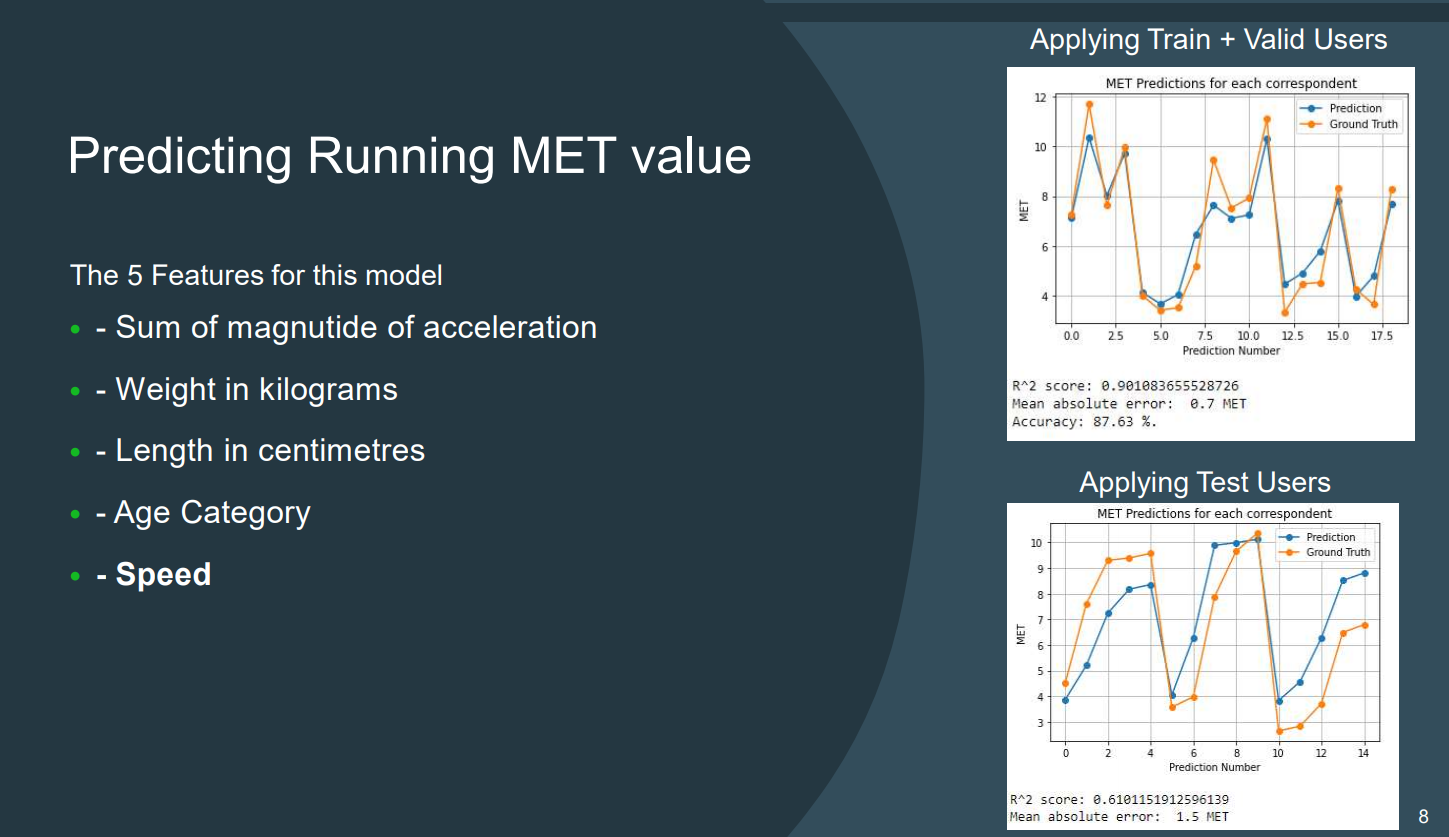 Predicting Running MET value
The 5 Features for this model
- Sum of magnutide of acceleration
- Weight in kilograms
- Length in centimetres
- Age Category
- Speed
Applying Train + Valid Users
MET Predictions for each correspondent
Prediction
Ground Truth
MET
12
10
8
6
4
0.0 2.5 5.0 7.5 10.0 12.5 15.0 17.5
Prediction Number
R^2 score: 0.901083655528726
Mean absolute error: 0.7 MET
Accuracy: 87.63 %.
Applying Test Users
MET Predictions for each correspondent
Prediction
Ground Truth
MET
10
9
8
7
6
5
4
3
0 2 4 6 8 10 12 14
Prediction Number
R^2 score: 0.6101151912596139
Mean absolute error: 1.5 MET
8